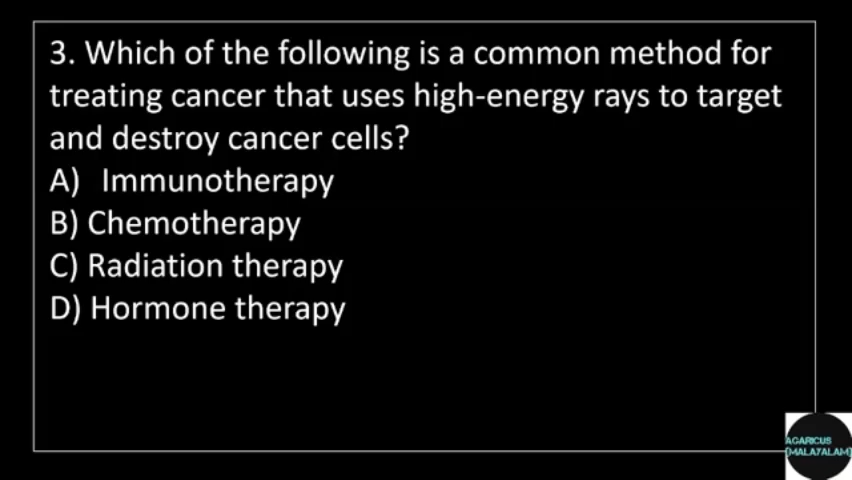 3. Which of the following is a common method for
treating cancer that uses high-energy rays to target
and destroy cancer cells?
A) Immunotherapy
B) Chemotherapy
C) Radiation therapy
D) Hormone therapy
AGARICUS
(MALAYALAM)